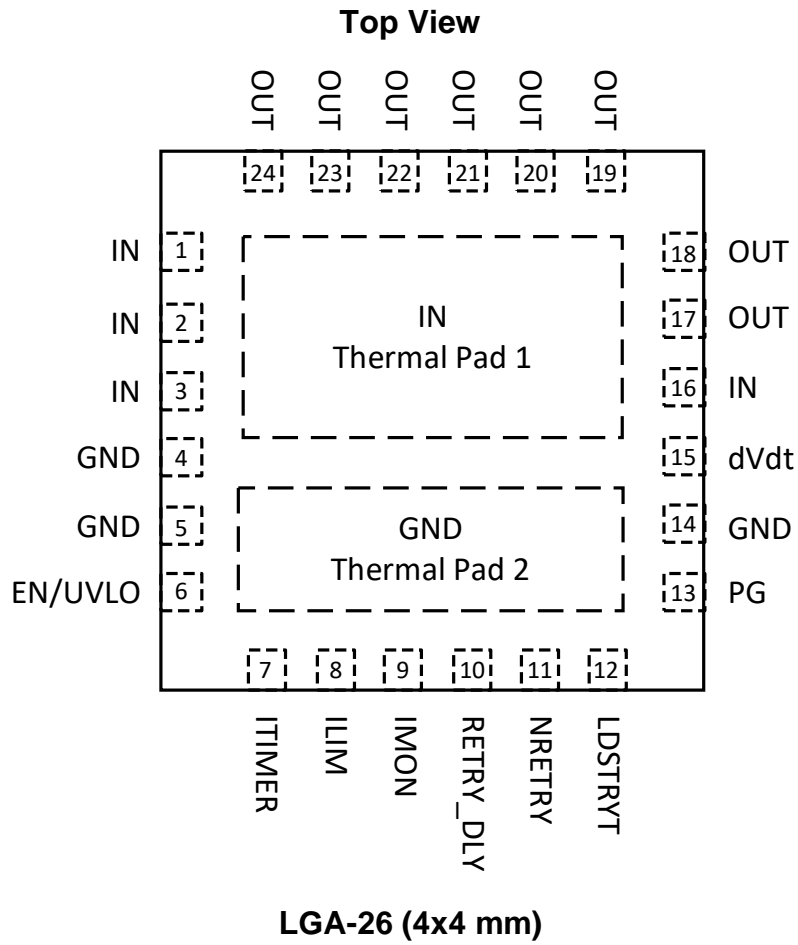 Top View
OUT OUT OUT OUT OUT OUT
24 23 22 21 20 19
IN 1
18 OUT
IN 2
17 OUT
IN 3
16 IN
GND 4
15 dVdt
GND 5
14 GND
EN/UVLO 6
13 PG
IN
Thermal Pad 1
GND
Thermal Pad 2
7 8 9 10 11 12
ITIMER
ILIM
IMON
RETRY_DLY
NRETRY
LDSTRYT
LGA-26 (4x4 mm)